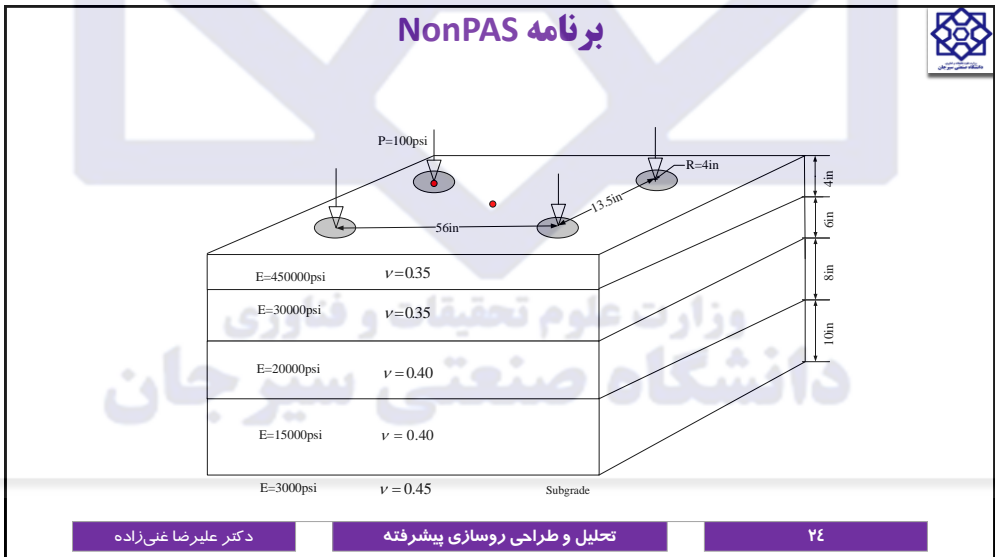 برنامه NonPAS
P=100psi
R=4in
13.5in
56in
4in
6in
8in
10in
E=450000psi ν=0.35
E=30000psi ν=0.35
E=20000psi ν=0.40
E=15000psi ν = 0.40
E=3000psi ν=0.45 Subgrade
وزارت علوم تحقیقات و فناوری
دانشگاه صنعتی سیرجان
دکتر علیرضا غنی‌زاده
تحلیل و طراحی روسازی پیشرفته
٢٤